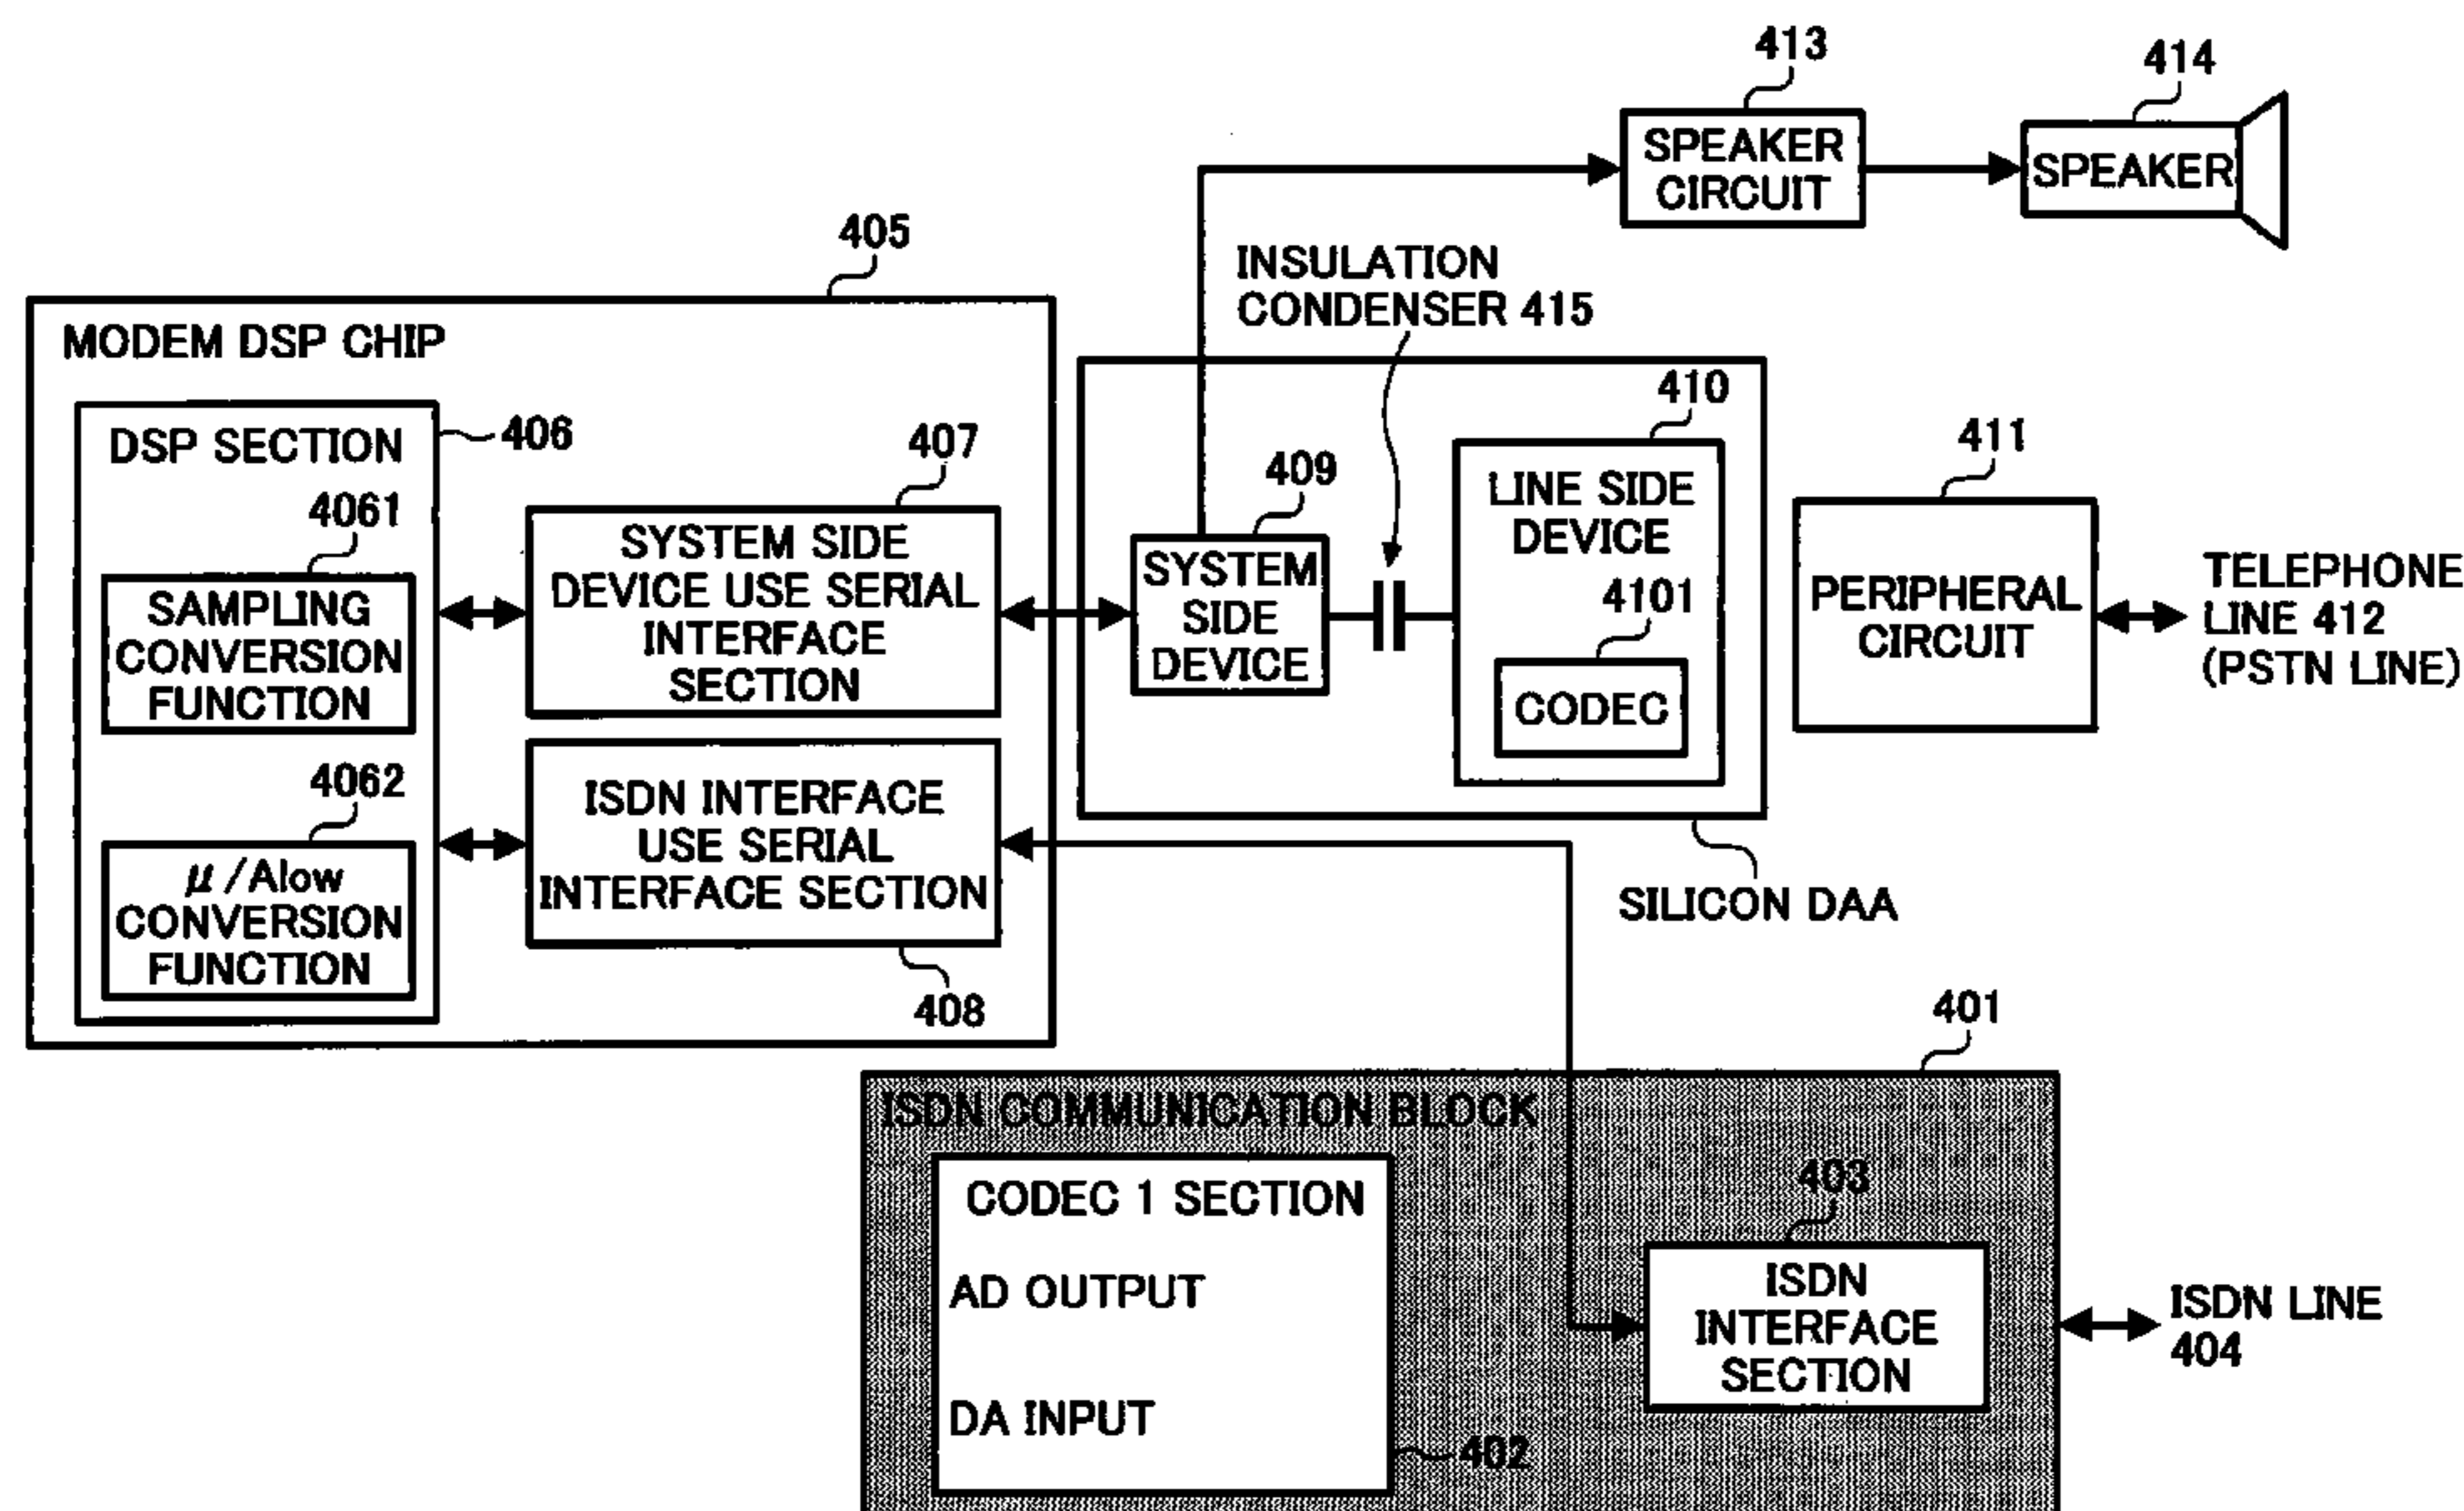 413
414
SPEAKER
CIRCUIT
SPEAKER
405
INSULATION
CONDENSER 415
MODEM DSP CHIP
410
DSP SECTION
406
407
409
LINE SIDE
DEVICE
411
4061
SYSTEM SIDE
DEVICE USE SERIAL
INTERFACE
SECTION
SYSTEM
SIDE
DEVICE
4101
CODEC
PERIPHERAL
CIRCUIT
TELEPHONE
LINE 412
(PSTN LINE)
SAMPLING
CONVERSION
FUNCTION
4062
ISDN INTERFACE
USE SERIAL
INTERFACE SECTION
μ/Alow
CONVERSION
FUNCTION
SILICON DAA
408
401
ISDN COMMUNICATION BLOCK
CODEC 1 SECTION
403
AD OUTPUT
ISDN
INTERFACE
SECTION
ISDN LINE
404
DA INPUT
402